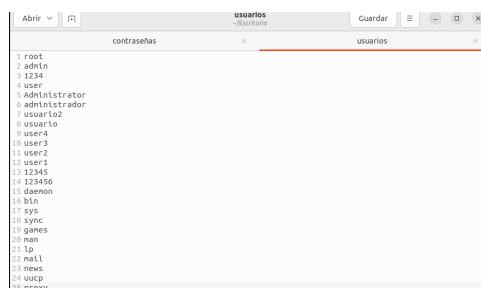 Abrir
usuarios
~/Escritorio
Guardar
contraseñas
usuarios
1 root
2 admin
3 1234
4 user
5 Administrator
6 administrador
7 usuario2
8 usuario
9 user4
10 user3
11 user2
12 user1
13 12345
14 123456
15 daemon
16 bin
17 sys
18 sync
19 games
20 man
21 lp
22 mail
23 news
24 uucp
25 proxy